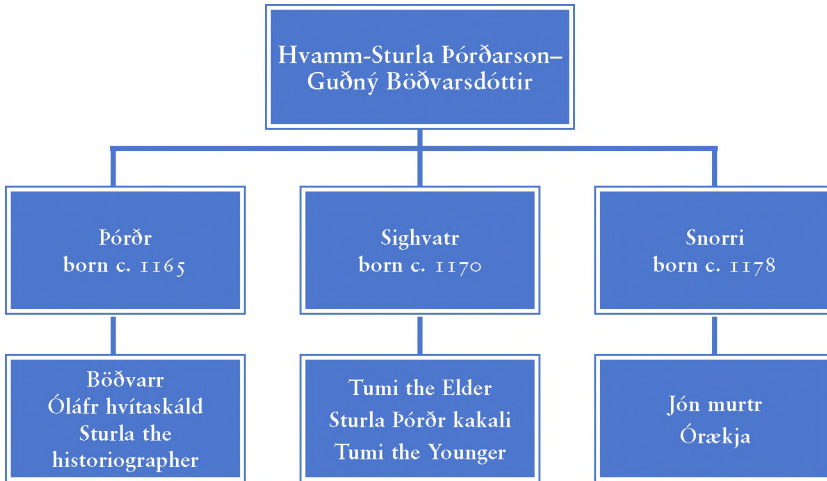 Hvamm-Sturla Þórðarson–
Guðný Böðvarsdóttir
Þórðr
born c. 1165
Sighvatr
born c. 1170
Snorri
born c. 1178
Böðvarr
Óláfr hvítaskáld
Sturla the
historiographer
Tumi the Elder
Sturla Þórðr kakali
Tumi the Younger
Jón murtr
Órækja